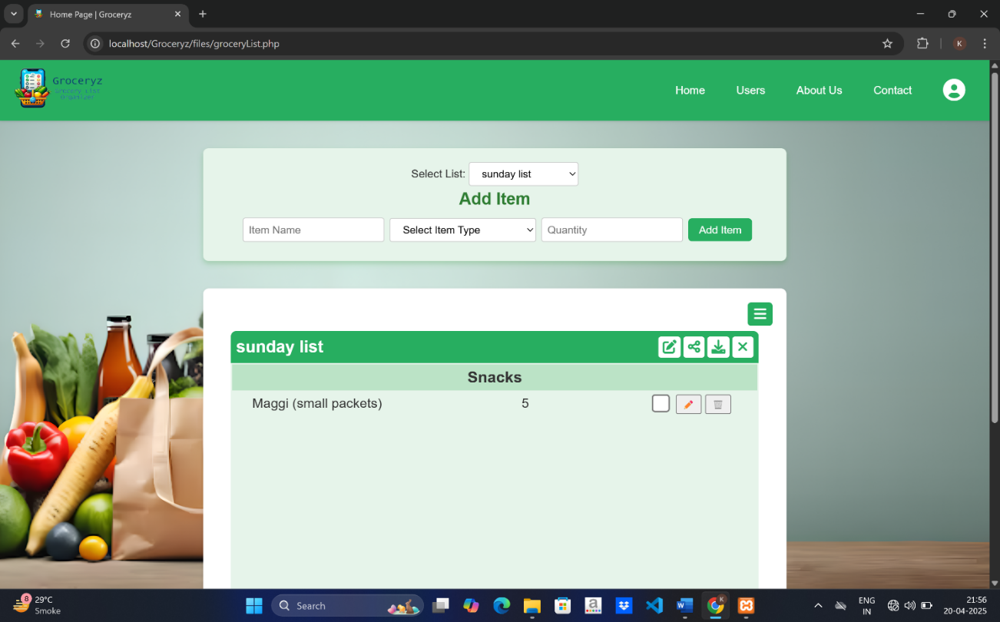 Home Page | Groceryz
localhost/Groceryz/files/groceryList.php
K
Groceryz
Grocery List
Organizer
Home
Users
About Us
Contact
Select List: sunday list
Add Item
Item Name
Select Item Type
Quantity
Add Item
sunday list
Snacks
Maggi (small packets) 5
8
29°C
Smoke
Search
a
W
K
ENG
IN
21:56
20-04-2025